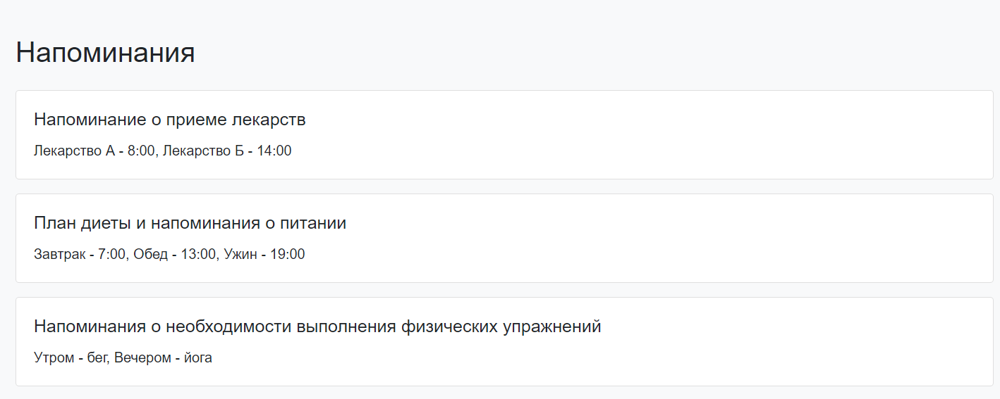 Напоминания
Напоминание о приеме лекарств
Лекарство А - 8:00, Лекарство Б - 14:00
План диеты и напоминания о питании
Завтрак - 7:00, Обед - 13:00, Ужин - 19:00
Напоминания о необходимости выполнения физических упражнений
Утром - бег, Вечером - йога